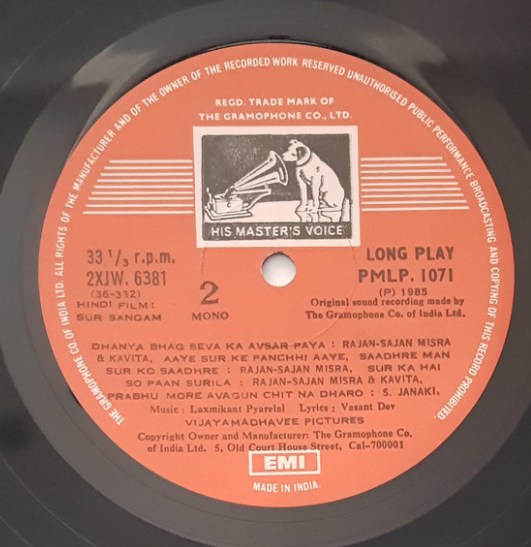 THE GRAMOPHONE CO. OF INDIA LTD. ALL RIGHTS OF THE MANUFACTURER AND OF THE OWNER OF THE RECORDED WORK RESERVED UNAUTHORISED PUBLIC PERFORMANCE BROADCASTING AND COPYING OF THIS RECORD PROHIBITED.
REGD. TRADE MARK OF
THE GRAMOPHONE CO., LTD.
HIS MASTER'S VOICE
33 1/3 r.p.m.
2XJW. 6381
(36-332)
HINDI FILM:
SUR SANGAM
2
MONO
LONG PLAY
PMLP. 1071
(P) 1985
Original sound recording made by
The Gramophone Co. of India Ltd.
DHANYA BHAG SEVA KA AVSAR PAYA : RAJAN-SAJAN MISRA
& KAVITA, AAYE SUR KE PANCHHI AAYE, SAADHRE MAN
SUR KO SAADHRE : RAJAN-SAJAN MISRA, SUR KA HAI
SO PAAN SURILA : RAJAN-SAJAN MISRA & KAVITA,
PRABHU MORE AVAGUN CHIT NA DHARO : S. JANAKI,
Music : Laxmikant Pyarelal Lyrics : Vasant Dev
VIJAYAMADHAVEE PICTURES
Copyright Owner and Manufacturer: The Gramophone Co.
of India Ltd. 5, Old Court House Street, Cal-700001
EMI
MADE IN INDIA.